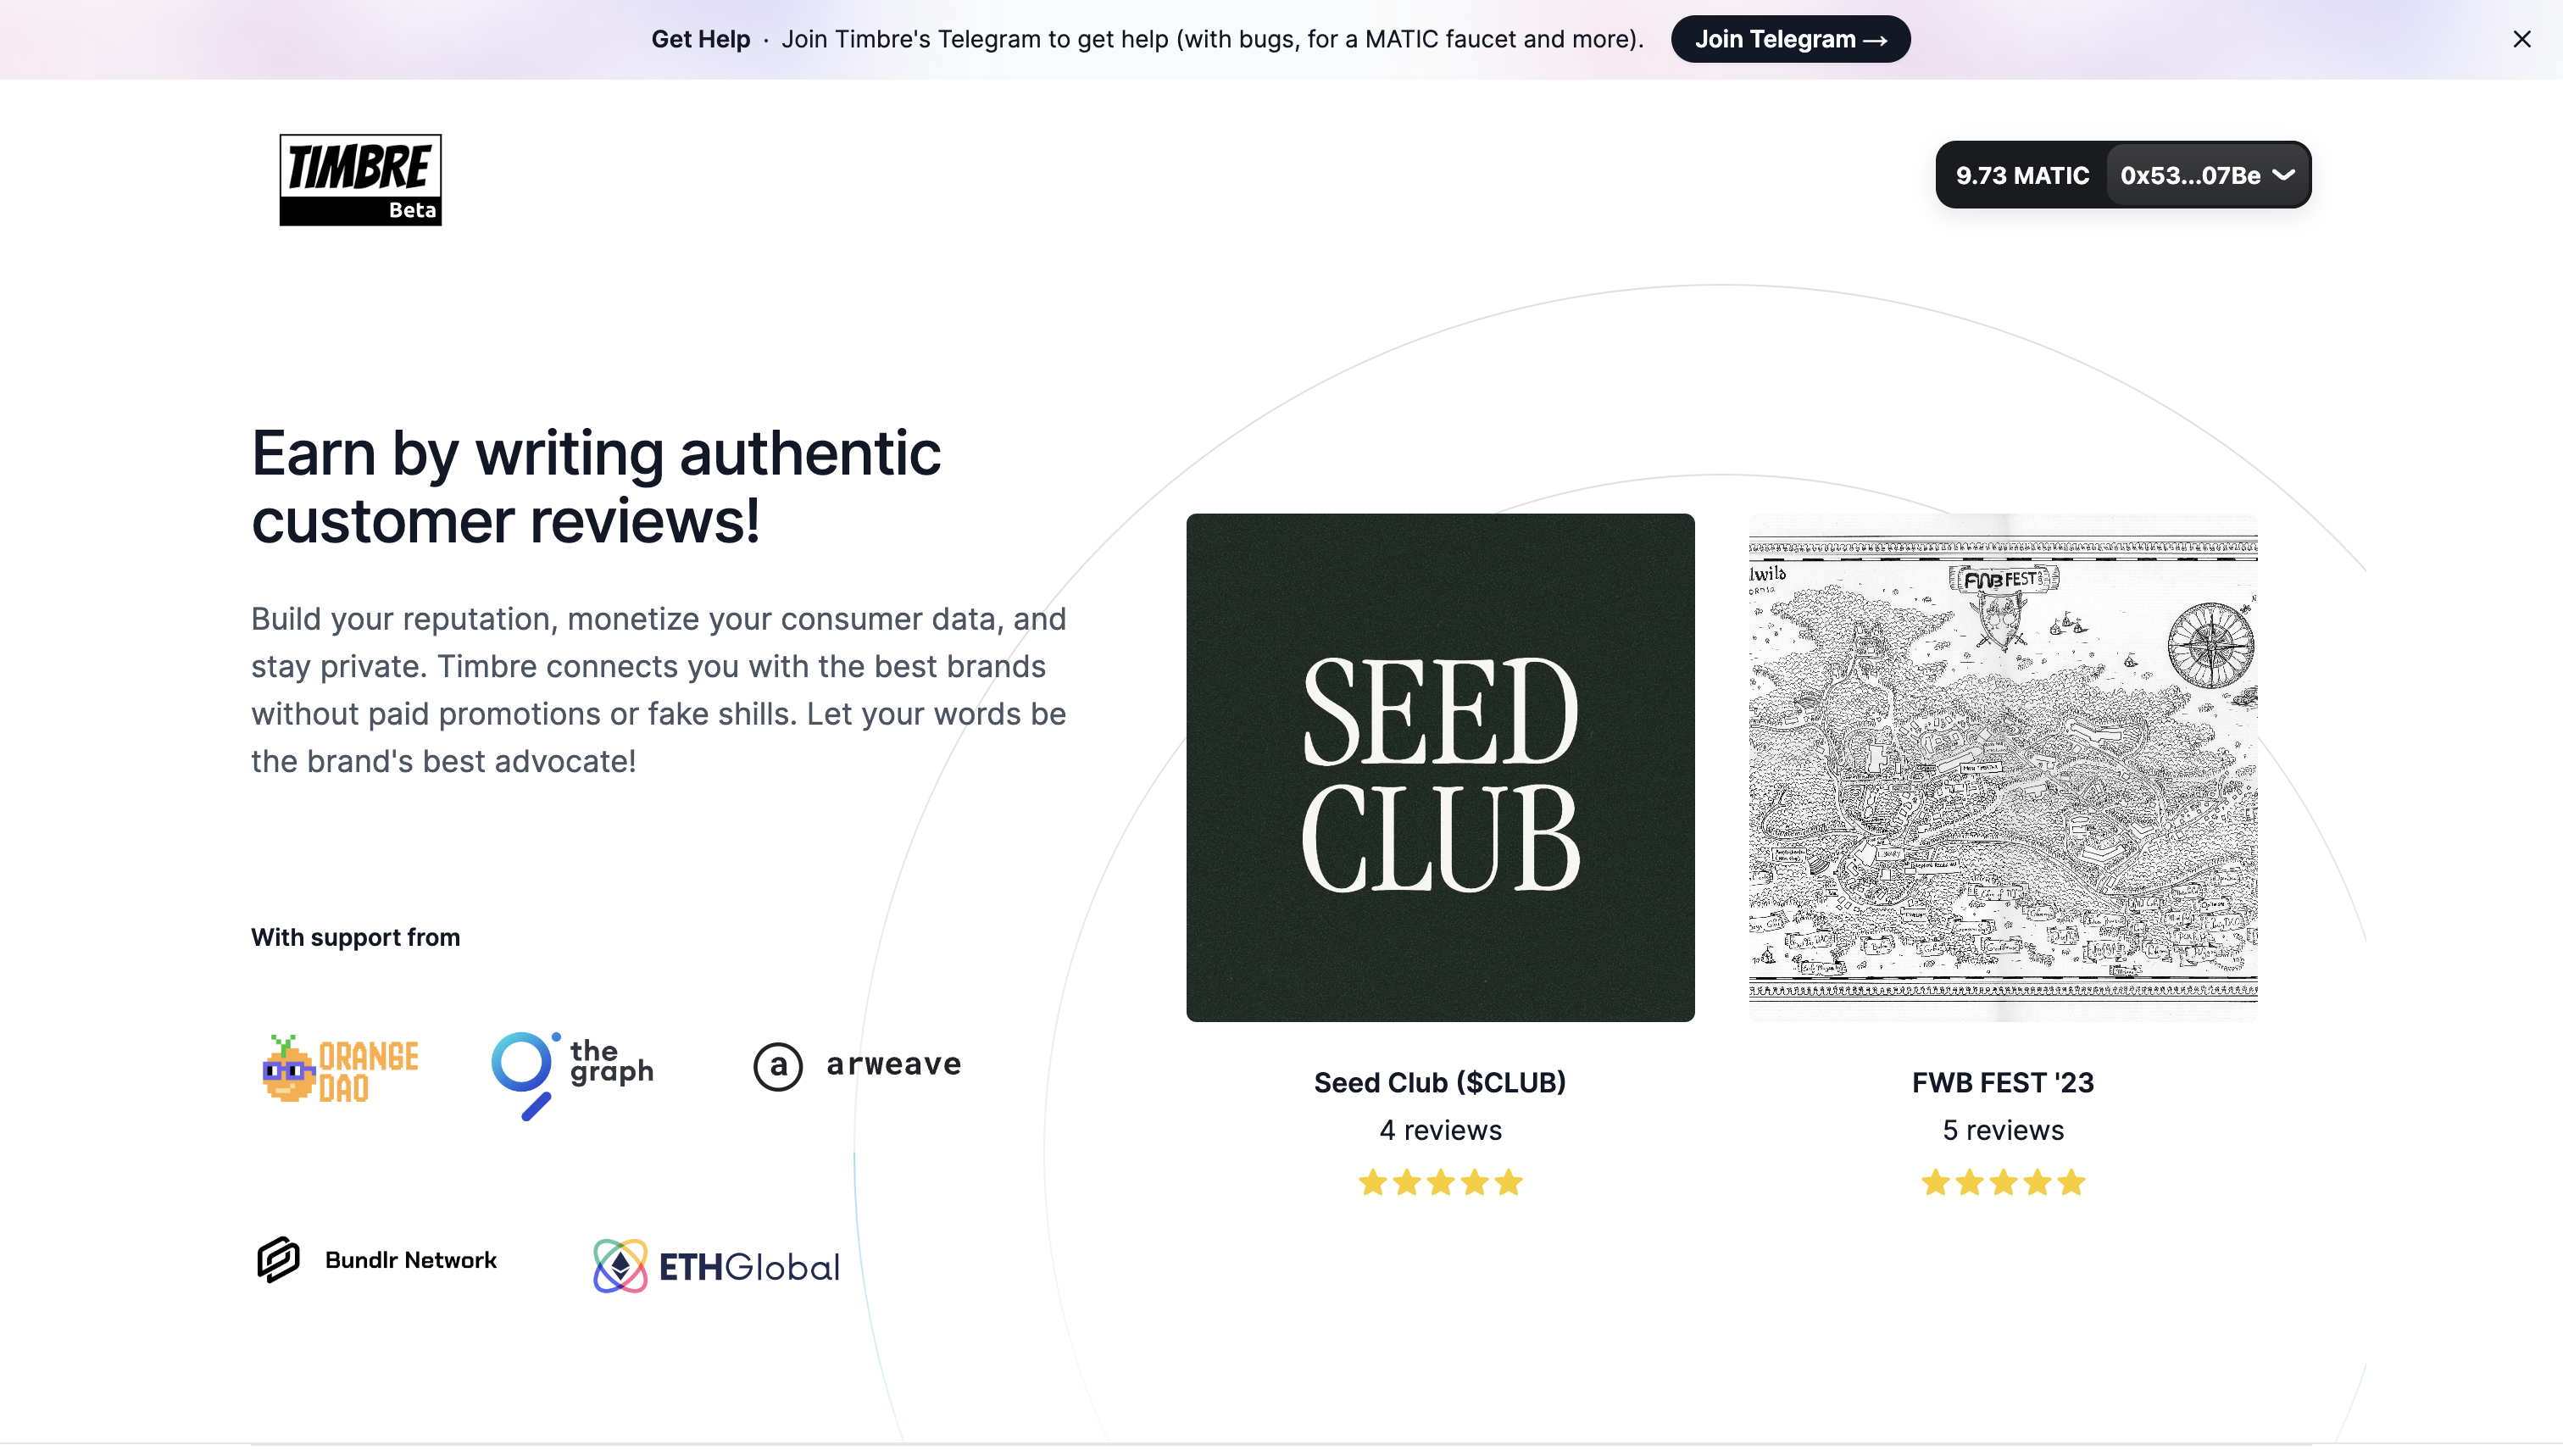 Get Help · Join Timbre's Telegram to get help (with bugs, for a MATIC faucet and more). Join Telegram →
TIMBRE
Beta
9.73 MATIC 0x53...07Be
Earn by writing authentic
customer reviews!
Build your reputation, monetize your consumer data, and
stay private. Timbre connects you with the best brands
without paid promotions or fake shills. Let your words be
the brand's best advocate!
With support from
ORANGE
DAO
the
graph
a arweave
Bundlr Network
ETHGlobal
SEED
CLUB
FWB FEST
Seed Club ($CLUB)
4 reviews
FWB FEST '23
5 reviews